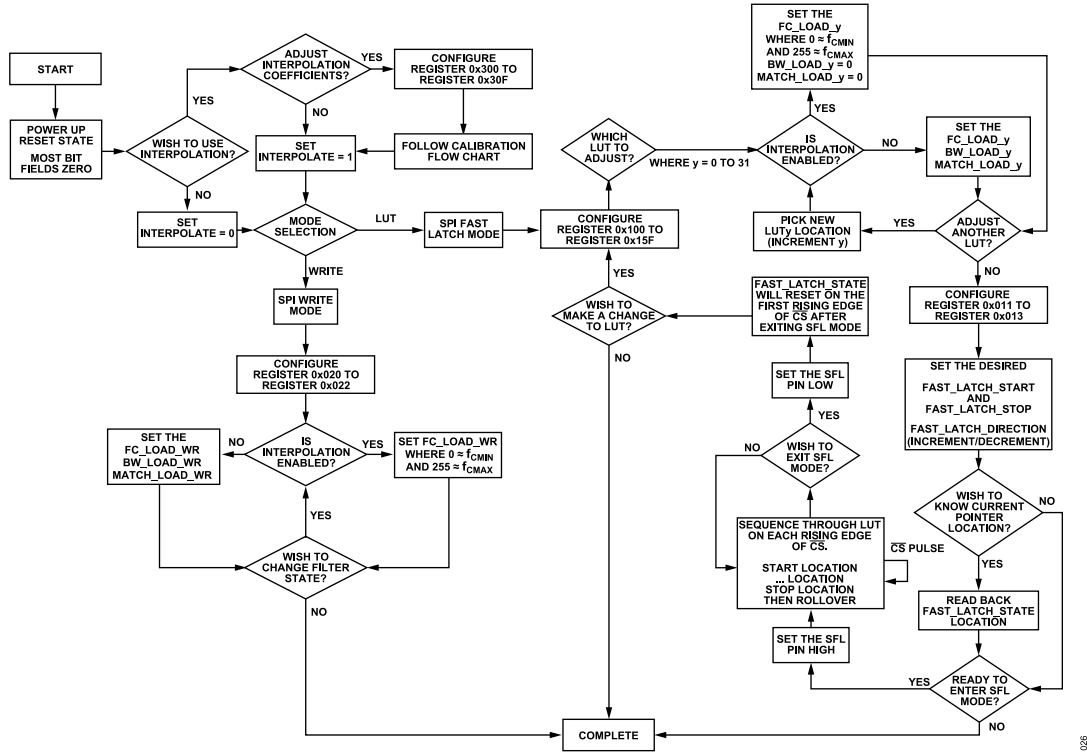 START
POWER UP
RESET STATE
MOST BIT
FIELDS ZERO
WISH TO USE
INTERPOLATION?
YES
NO
ADJUST
INTERPOLATION
COEFFICIENTS?
YES
NO
CONFIGURE
REGISTER 0x300 TO
REGISTER 0x30F
FOLLOW CALIBRATION
FLOW CHART
SET
INTERPOLATE = 1
SET
INTERPOLATE = 0
MODE
SELECTION
LUT
WRITE
SPI FAST
LATCH MODE
SPI WRITE
MODE
CONFIGURE
REGISTER 0x020 TO
REGISTER 0x022
IS
INTERPOLATION
ENABLED?
NO
YES
SET THE
FC_LOAD_WR
BW_LOAD_WR
MATCH_LOAD_WR
SET FC_LOAD_WR
WHERE 0 ≈ fCMIN
AND 255 ≈ fCMAX
YES
WISH TO
CHANGE FILTER
STATE?
NO
CONFIGURE
REGISTER 0x100 TO
REGISTER 0x15F
WHICH
LUT TO
ADJUST?
WHERE y = 0 TO 31
IS
INTERPOLATION
ENABLED?
YES
NO
SET THE
FC_LOAD_y
WHERE 0 ≈ fCMIN
AND 255 ≈ fCMAX
BW_LOAD_y = 0
MATCH_LOAD_y = 0
SET THE
FC_LOAD_y
BW_LOAD_y
MATCH_LOAD_y
ADJUST
ANOTHER
LUT?
YES
NO
PICK NEW
LUTy LOCATION
(INCREMENT y)
CONFIGURE
REGISTER 0x011 TO
REGISTER 0x013
SET THE DESIRED
FAST_LATCH_START
AND
FAST_LATCH_STOP
FAST_LATCH_DIRECTION
(INCREMENT/DECREMENT)
WISH TO
KNOW CURRENT
POINTER
LOCATION?
NO
YES
READ BACK
FAST_LATCH_STATE
LOCATION
READY TO
ENTER SFL
MODE?
YES
NO
SET THE SFL
PIN HIGH
SEQUENCE THROUGH LUT
ON EACH RISING EDGE
OF CS.
START LOCATION
... LOCATION
STOP LOCATION
THEN ROLLOVER
CS PULSE
WISH TO
EXIT SFL
MODE?
NO
YES
SET THE SFL
PIN LOW
FAST_LATCH_STATE
WILL RESET ON THE
FIRST RISING EDGE
OF CS AFTER
EXITING SFL MODE
WISH TO
MAKE A CHANGE
TO LUT?
YES
NO
COMPLETE
026